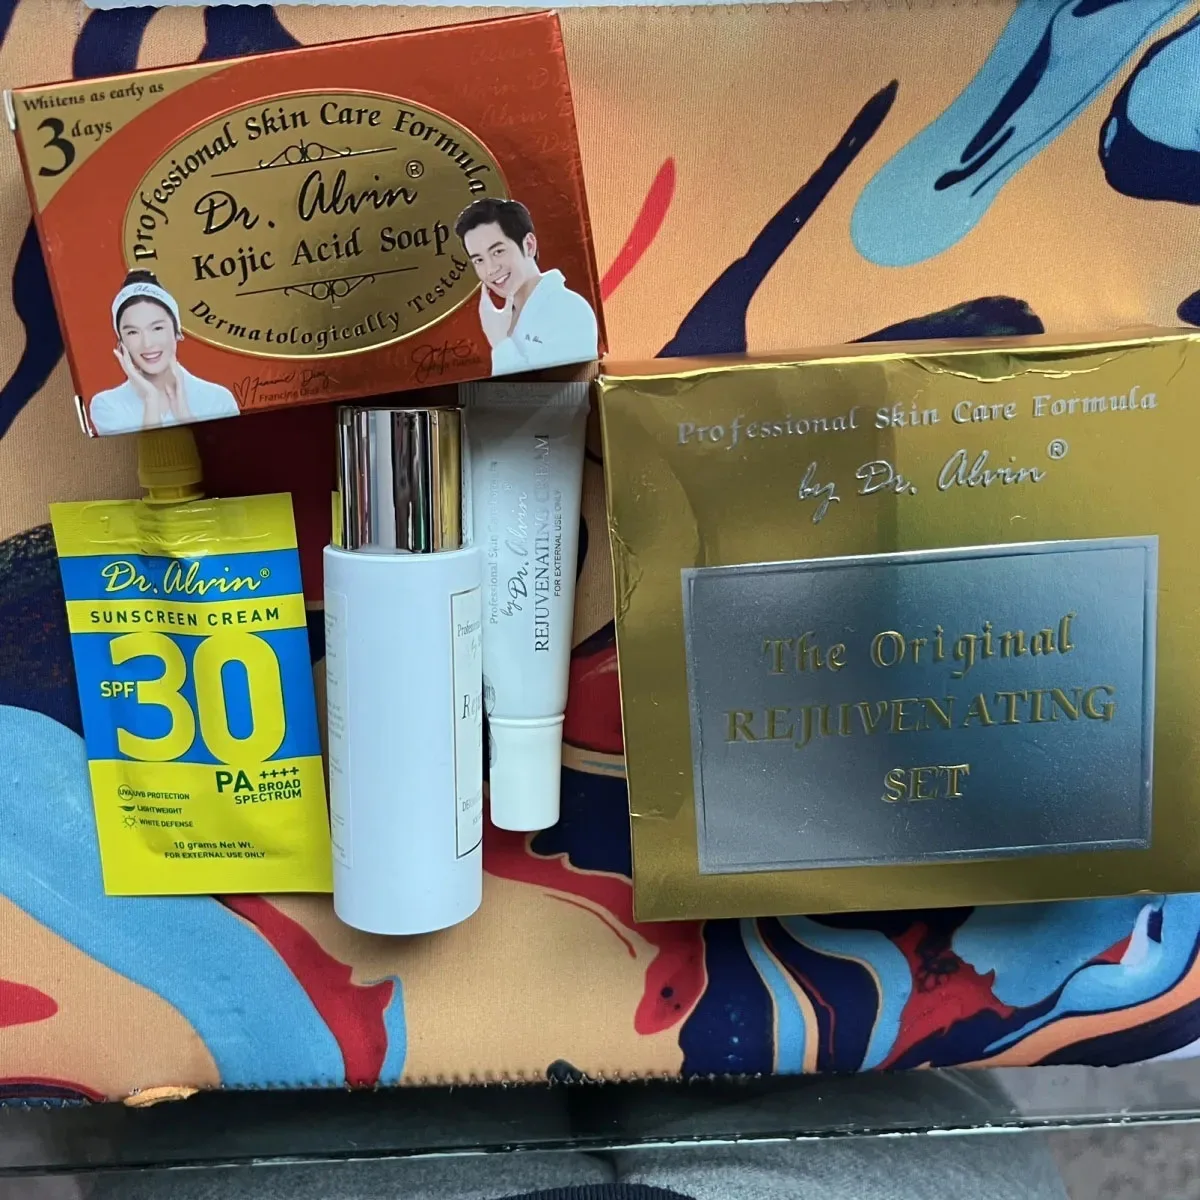 Whitens as early as
3 days
Professional Skin Care Formula
Dr. Alvin®
Kojic Acid Soap
Dermatologically Tested
Francine Diaz
Dr. Alvin®
SUNSCREEN CREAM
SPF 30
PA ++++
BROAD
SPECTRUM
UVA/UVB PROTECTION
LIGHTWEIGHT
WHITE DEFENSE
10 grams Net Wt.
FOR EXTERNAL USE ONLY
Professional Skin Care Formula
by Dr. Alvin®
REJUVENATING CREAM
FOR EXTERNAL USE ONLY
Professional Skin Care Formula
by Dr. Alvin®
The Original
REJUVENATING
SET